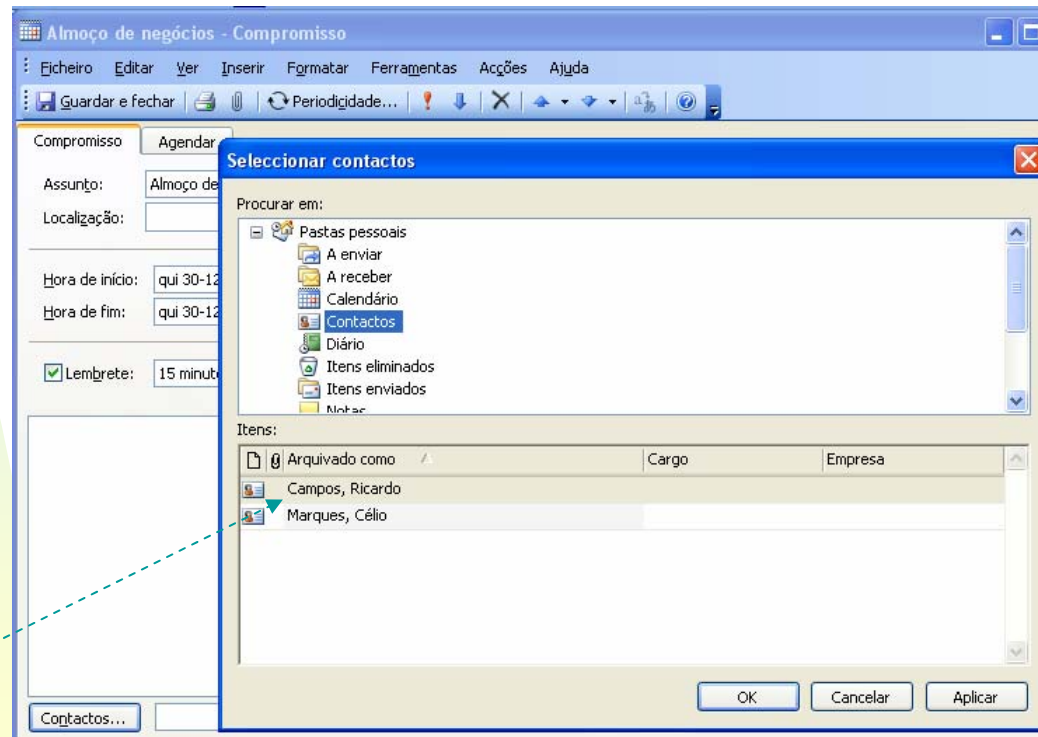 Almoço de negócios - Compromisso
Ficheiro Editar Ver Inserir Formatar Ferramentas Acções Ajuda
Guardar e fechar Periodicidade...
Compromisso Agendar
Seleccionar contactos
Assunto: Almoço de
Localização:
Procurar em:
Pastas pessoais
A enviar
A receber
Calendário
Contactos
Diário
Itens eliminados
Itens enviados
Notas
Hora de início: qui 30-12
Hora de fim: qui 30-12
Lembrete: 15 minut
Itens:
Arquivado como Cargo Empresa
Campos, Ricardo
Marques, Célio
OK Cancelar Aplicar
Contactos...